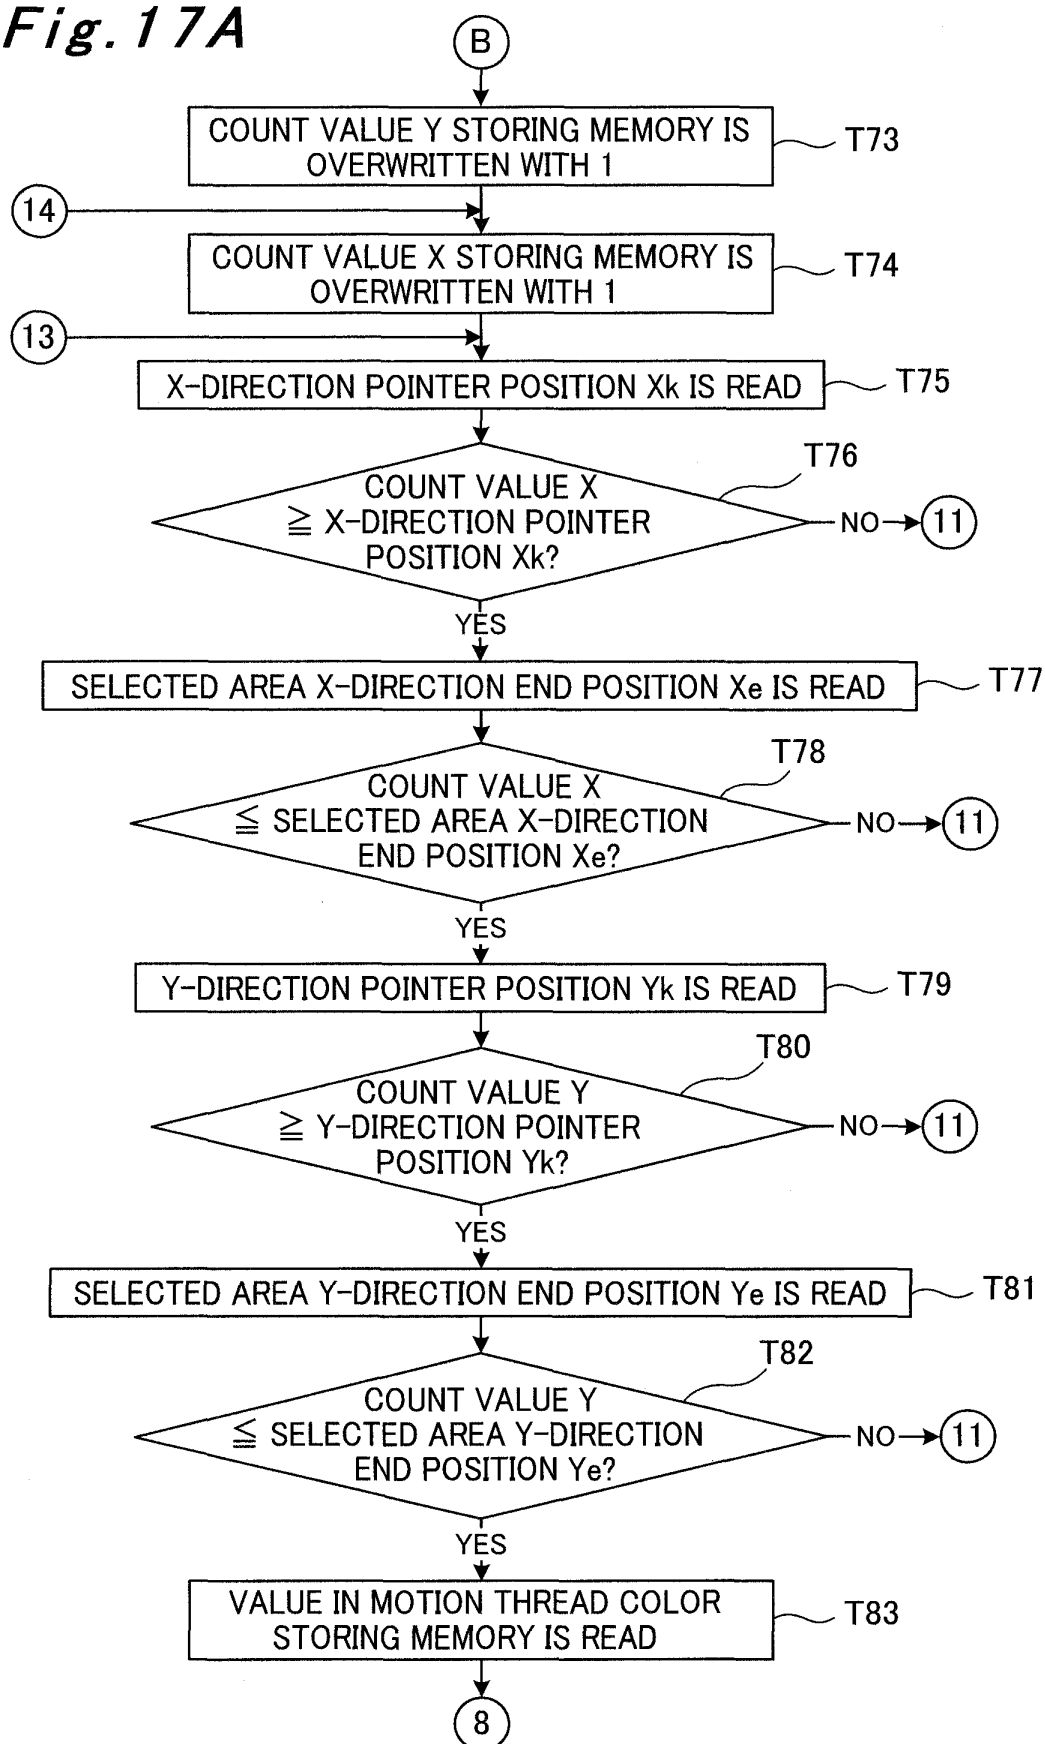 Fig. 17A
B
COUNT VALUE Y STORING MEMORY IS
OVERWRITTEN WITH 1
T73
14
COUNT VALUE X STORING MEMORY IS
OVERWRITTEN WITH 1
T74
13
X-DIRECTION POINTER POSITION Xk IS READ
T75
T76
COUNT VALUE X
≧ X-DIRECTION POINTER
POSITION Xk?
NO
11
YES
SELECTED AREA X-DIRECTION END POSITION Xe IS READ
T77
T78
COUNT VALUE X
≦ SELECTED AREA X-DIRECTION
END POSITION Xe?
NO
11
YES
Y-DIRECTION POINTER POSITION Yk IS READ
T79
T80
COUNT VALUE Y
≧ Y-DIRECTION POINTER
POSITION Yk?
NO
11
YES
SELECTED AREA Y-DIRECTION END POSITION Ye IS READ
T81
T82
COUNT VALUE Y
≦ SELECTED AREA Y-DIRECTION
END POSITION Ye?
NO
11
YES
VALUE IN MOTION THREAD COLOR
STORING MEMORY IS READ
T83
8